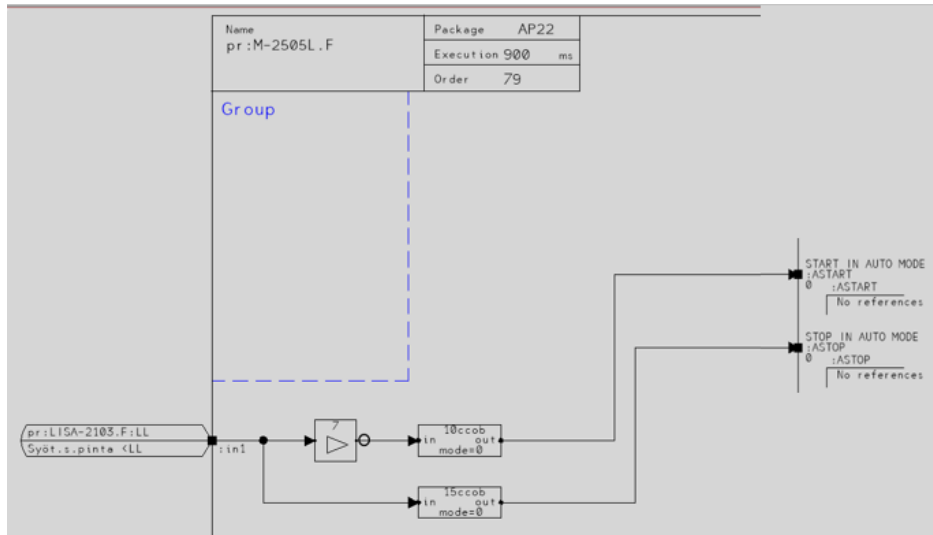 Name
pr:M-2505L.F
Package AP22
Execution 900 ms
Order 79
Group
START IN AUTO MODE
:ASTART
0 :ASTART
No references
STOP IN AUTO MODE
:ASTOP
0 :ASTOP
No references
pr:LISA-2103.F:LL
Syöt.s.pinta <LL
:in1
7
10ccob
in out
mode=0
15ccob
in out
mode=0